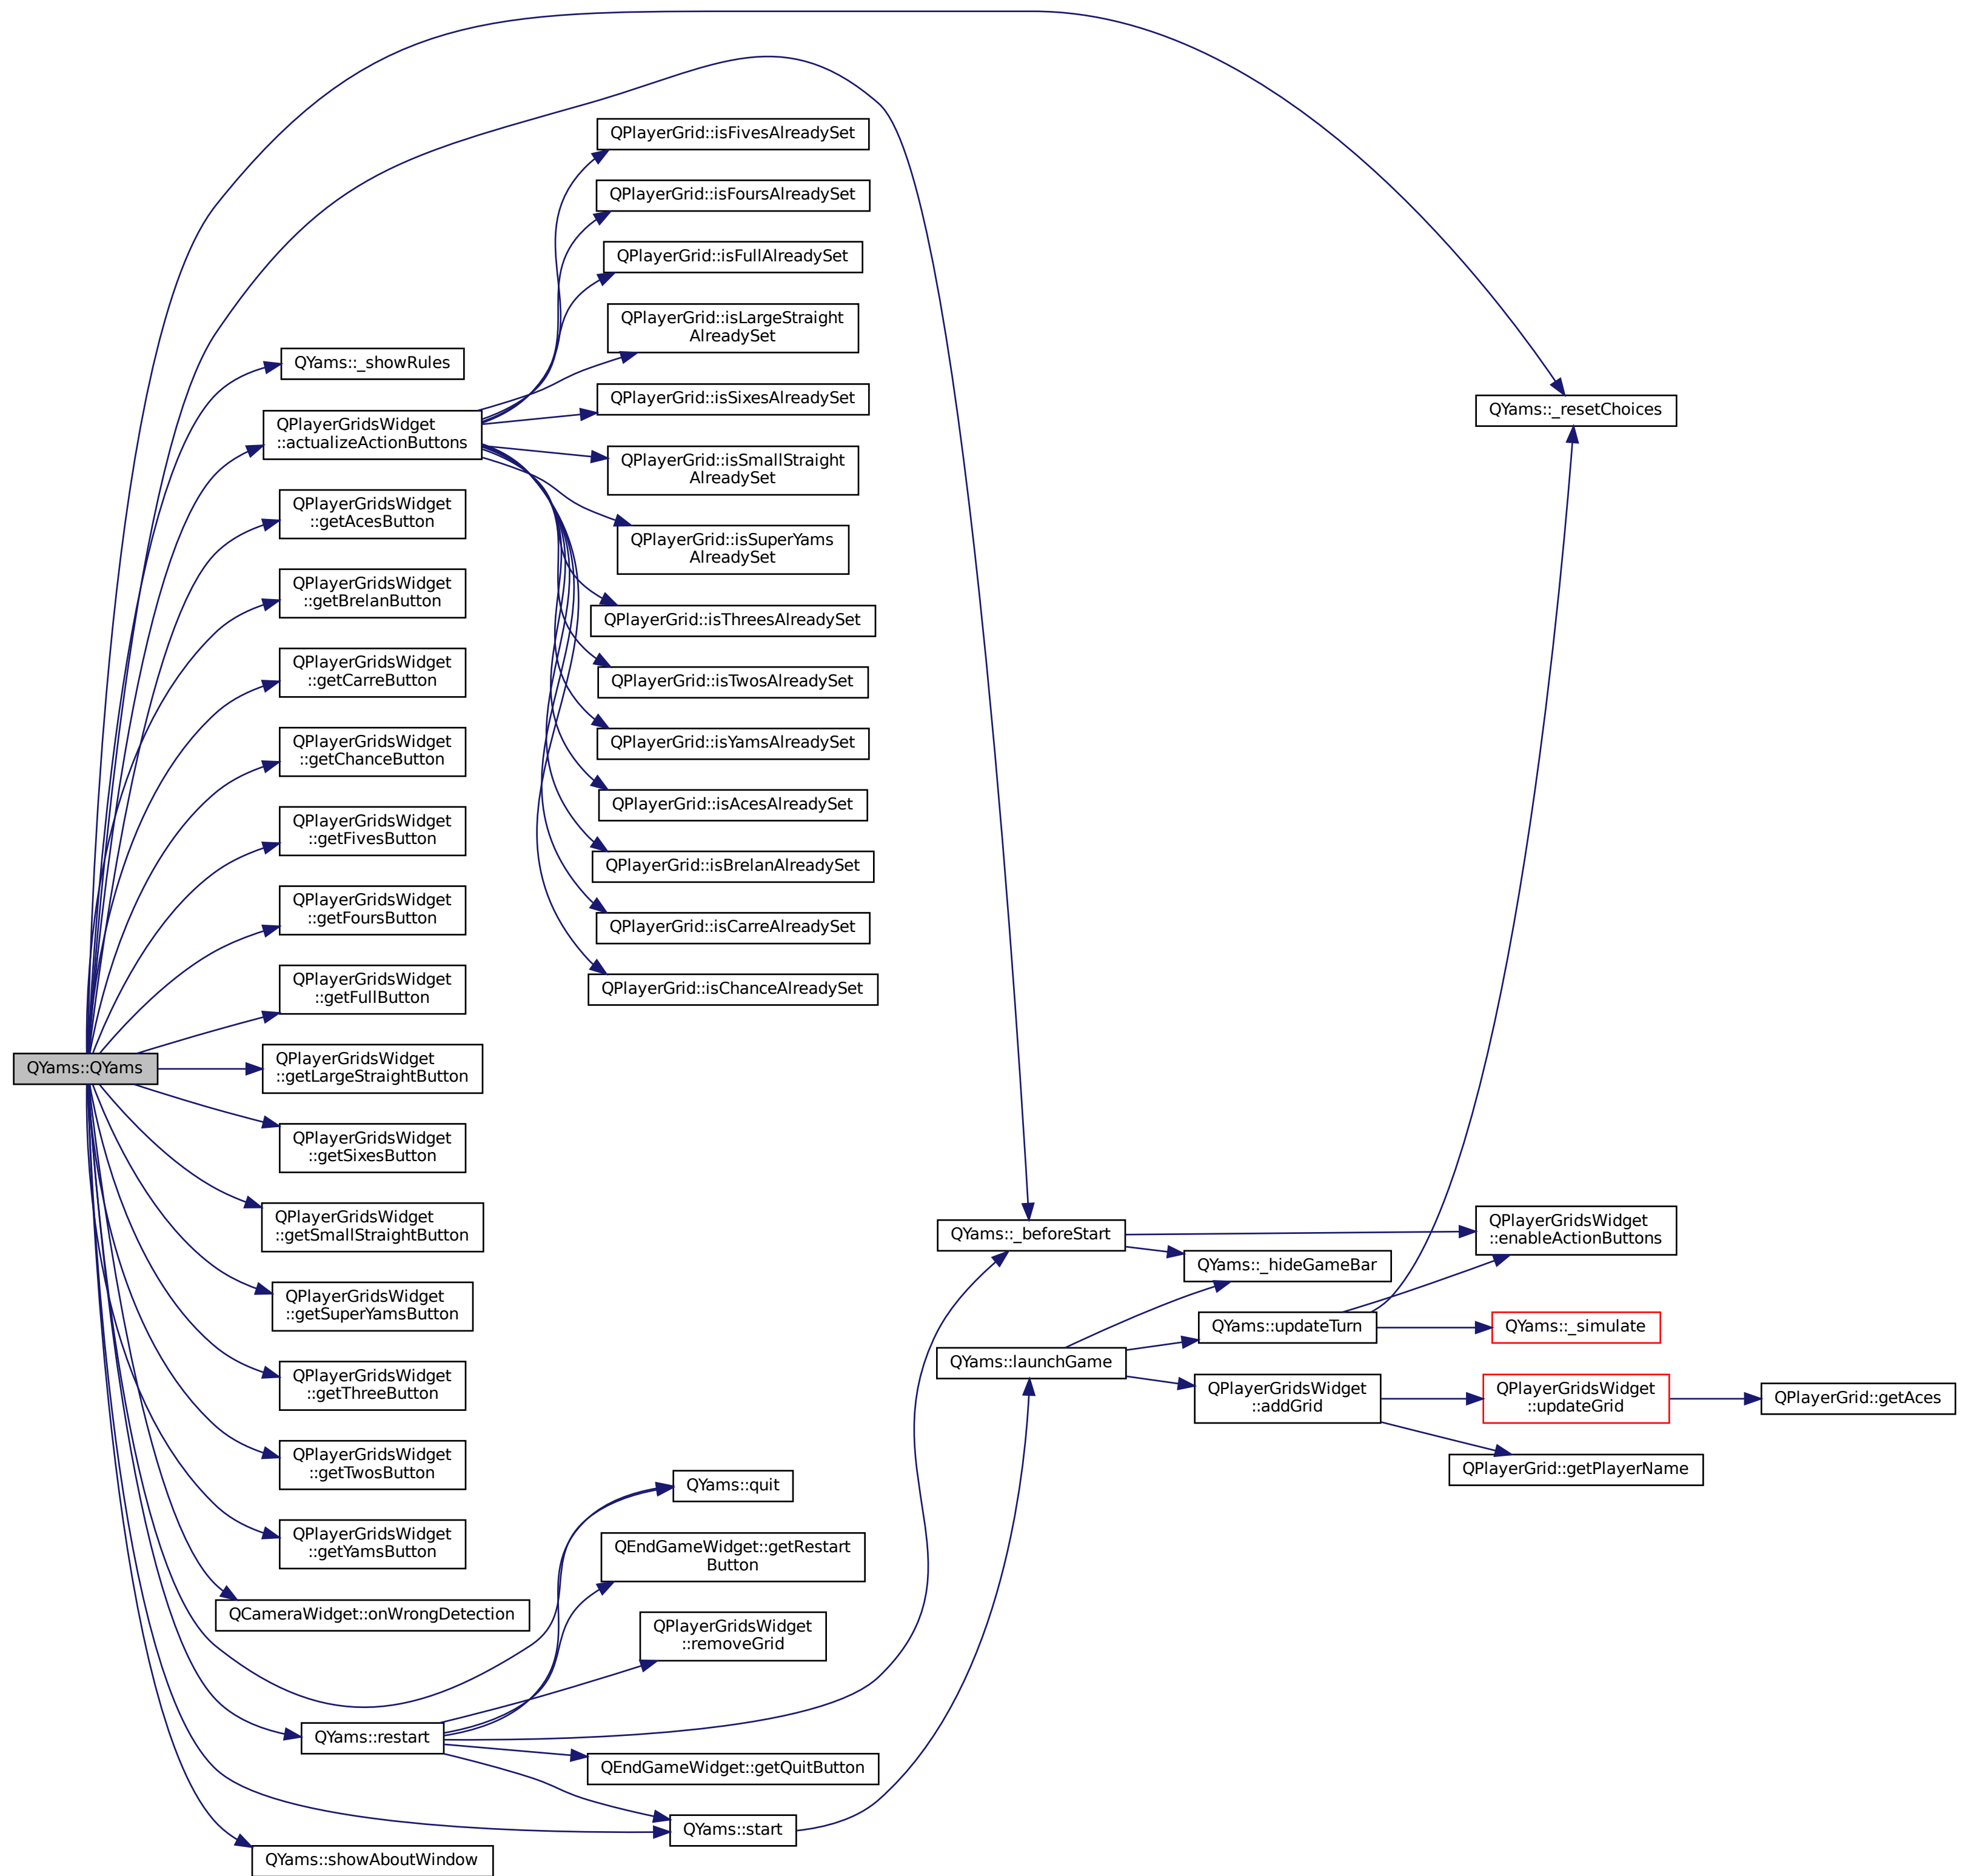 QYams::QYams
QYams::_showRules
QPlayerGridsWidget
::actualizeActionButtons
QPlayerGridsWidget
::getAcesButton
QPlayerGridsWidget
::getBrelanButton
QPlayerGridsWidget
::getCarreButton
QPlayerGridsWidget
::getChanceButton
QPlayerGridsWidget
::getFivesButton
QPlayerGridsWidget
::getFoursButton
QPlayerGridsWidget
::getFullButton
QPlayerGridsWidget
::getLargeStraightButton
QPlayerGridsWidget
::getSixesButton
QPlayerGridsWidget
::getSmallStraightButton
QPlayerGridsWidget
::getSuperYamsButton
QPlayerGridsWidget
::getThreeButton
QPlayerGridsWidget
::getTwosButton
QPlayerGridsWidget
::getYamsButton
QCameraWidget::onWrongDetection
QYams::restart
QYams::showAboutWindow
QPlayerGrid::isFivesAlreadySet
QPlayerGrid::isFoursAlreadySet
QPlayerGrid::isFullAlreadySet
QPlayerGrid::isLargeStraight
AlreadySet
QPlayerGrid::isSixesAlreadySet
QPlayerGrid::isSmallStraight
AlreadySet
QPlayerGrid::isSuperYams
AlreadySet
QPlayerGrid::isThreesAlreadySet
QPlayerGrid::isTwosAlreadySet
QPlayerGrid::isYamsAlreadySet
QPlayerGrid::isAcesAlreadySet
QPlayerGrid::isBrelanAlreadySet
QPlayerGrid::isCarreAlreadySet
QPlayerGrid::isChanceAlreadySet
QYams::quit
QEndGameWidget::getRestart
Button
QPlayerGridsWidget
::removeGrid
QEndGameWidget::getQuitButton
QYams::start
QYams::_beforeStart
QYams::launchGame
QYams::_hideGameBar
QYams::updateTurn
QPlayerGridsWidget
::addGrid
QYams::_resetChoices
QPlayerGridsWidget
::enableActionButtons
QYams::_simulate
QPlayerGridsWidget
::updateGrid
QPlayerGrid::getPlayerName
QPlayerGrid::getAces